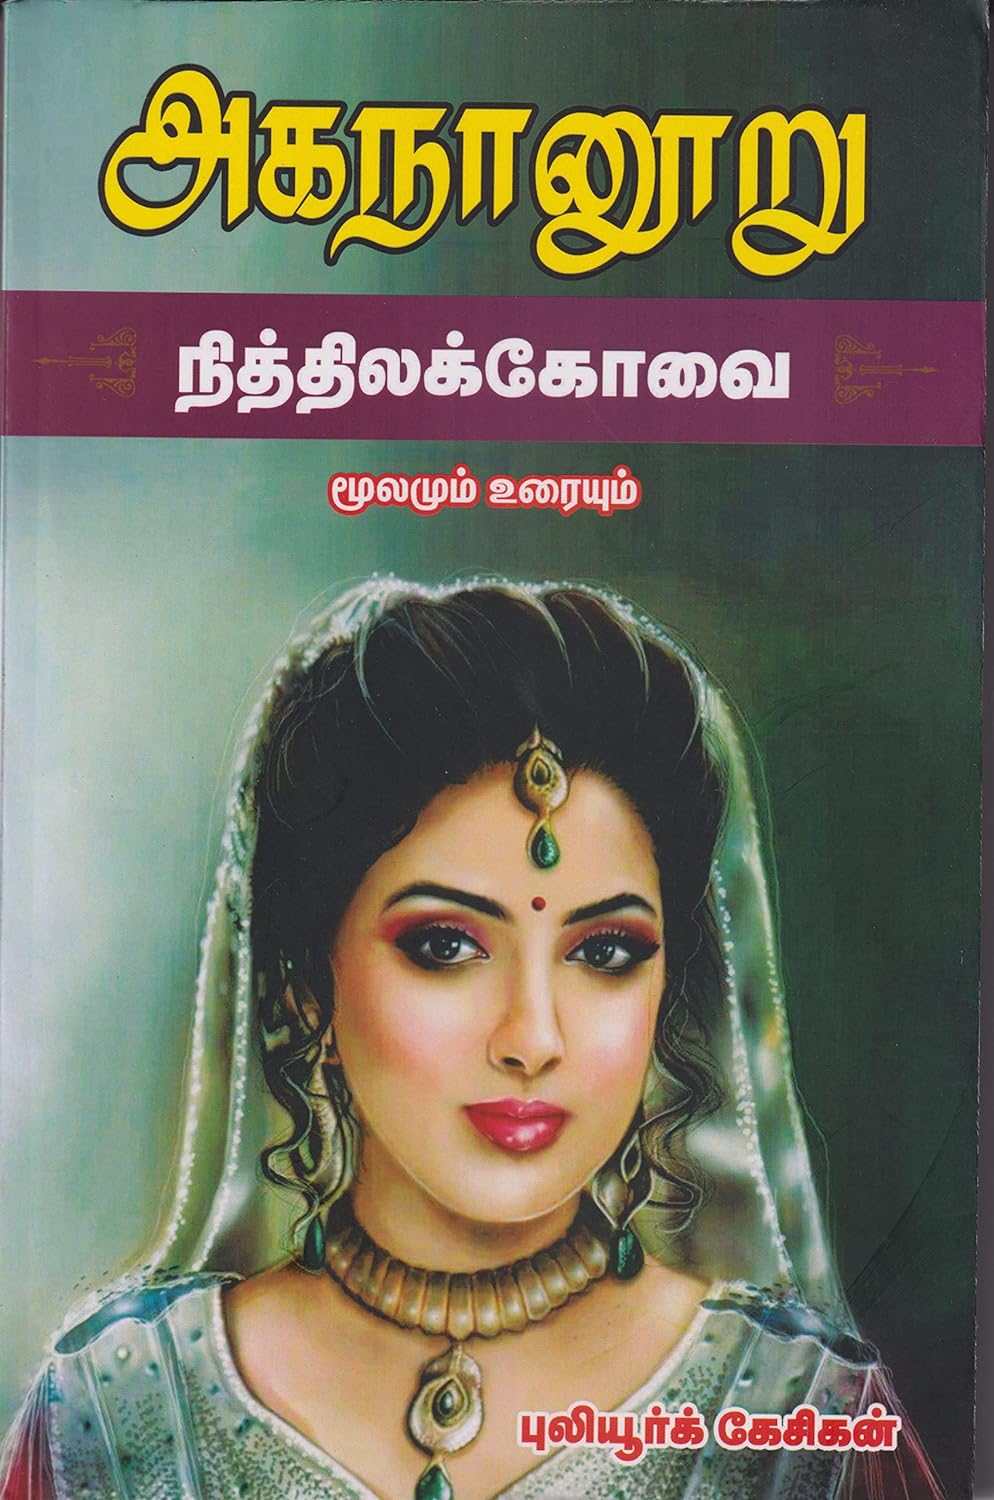 அகநானூறு
நித்திலக்கோவை
மூலமும் உரையும்
புலியூர்க் கேசிகன்